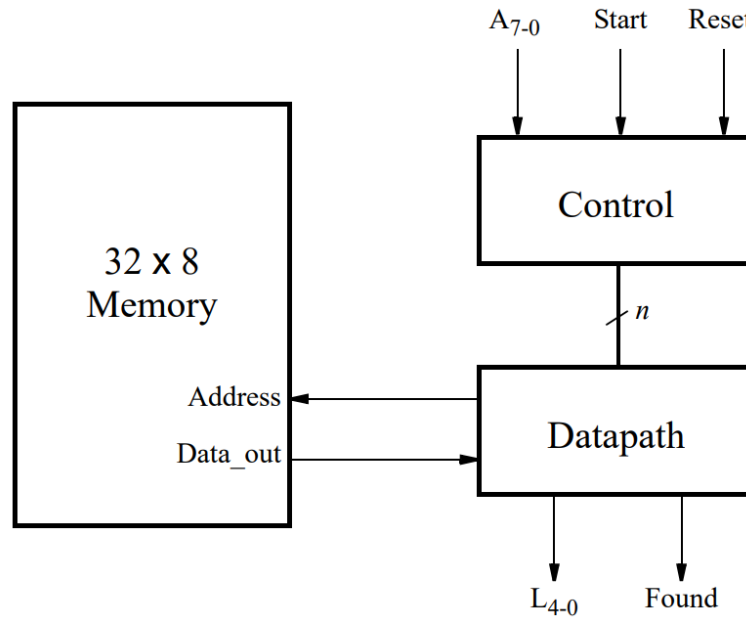 A7-0 Start Reset
Control
32 x 8
Memory
n
Address
Datapath
Data_out
L4-0 Found